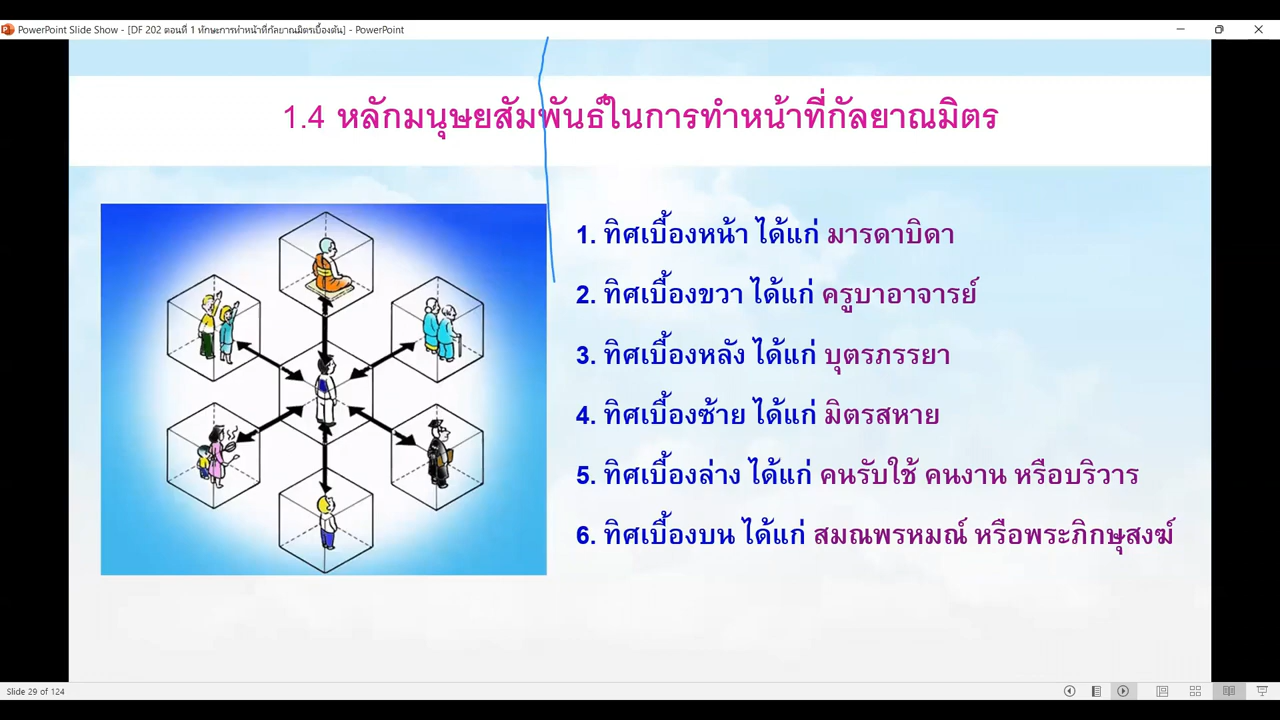 PowerPoint Slide Show - [DF 202 ตอนที่ 1 ทักษะการทำหน้าที่กัลยาณมิตรเบื้องต้น] - PowerPoint
1.4 หลักมนุษยสัมพันธ์ในการทำหน้าที่กัลยาณมิตร
1. ทิศเบื้องหน้า ได้แก่ มารดาบิดา
2. ทิศเบื้องขวา ได้แก่ ครูบาอาจารย์
3. ทิศเบื้องหลัง ได้แก่ บุตรภรรยา
4. ทิศเบื้องซ้าย ได้แก่ มิตรสหาย
5. ทิศเบื้องล่าง ได้แก่ คนรับใช้ คนงาน หรือบริวาร
6. ทิศเบื้องบน ได้แก่ สมณพรหมณ์ หรือพระภิกษุสงฆ์
Slide 29 of 124